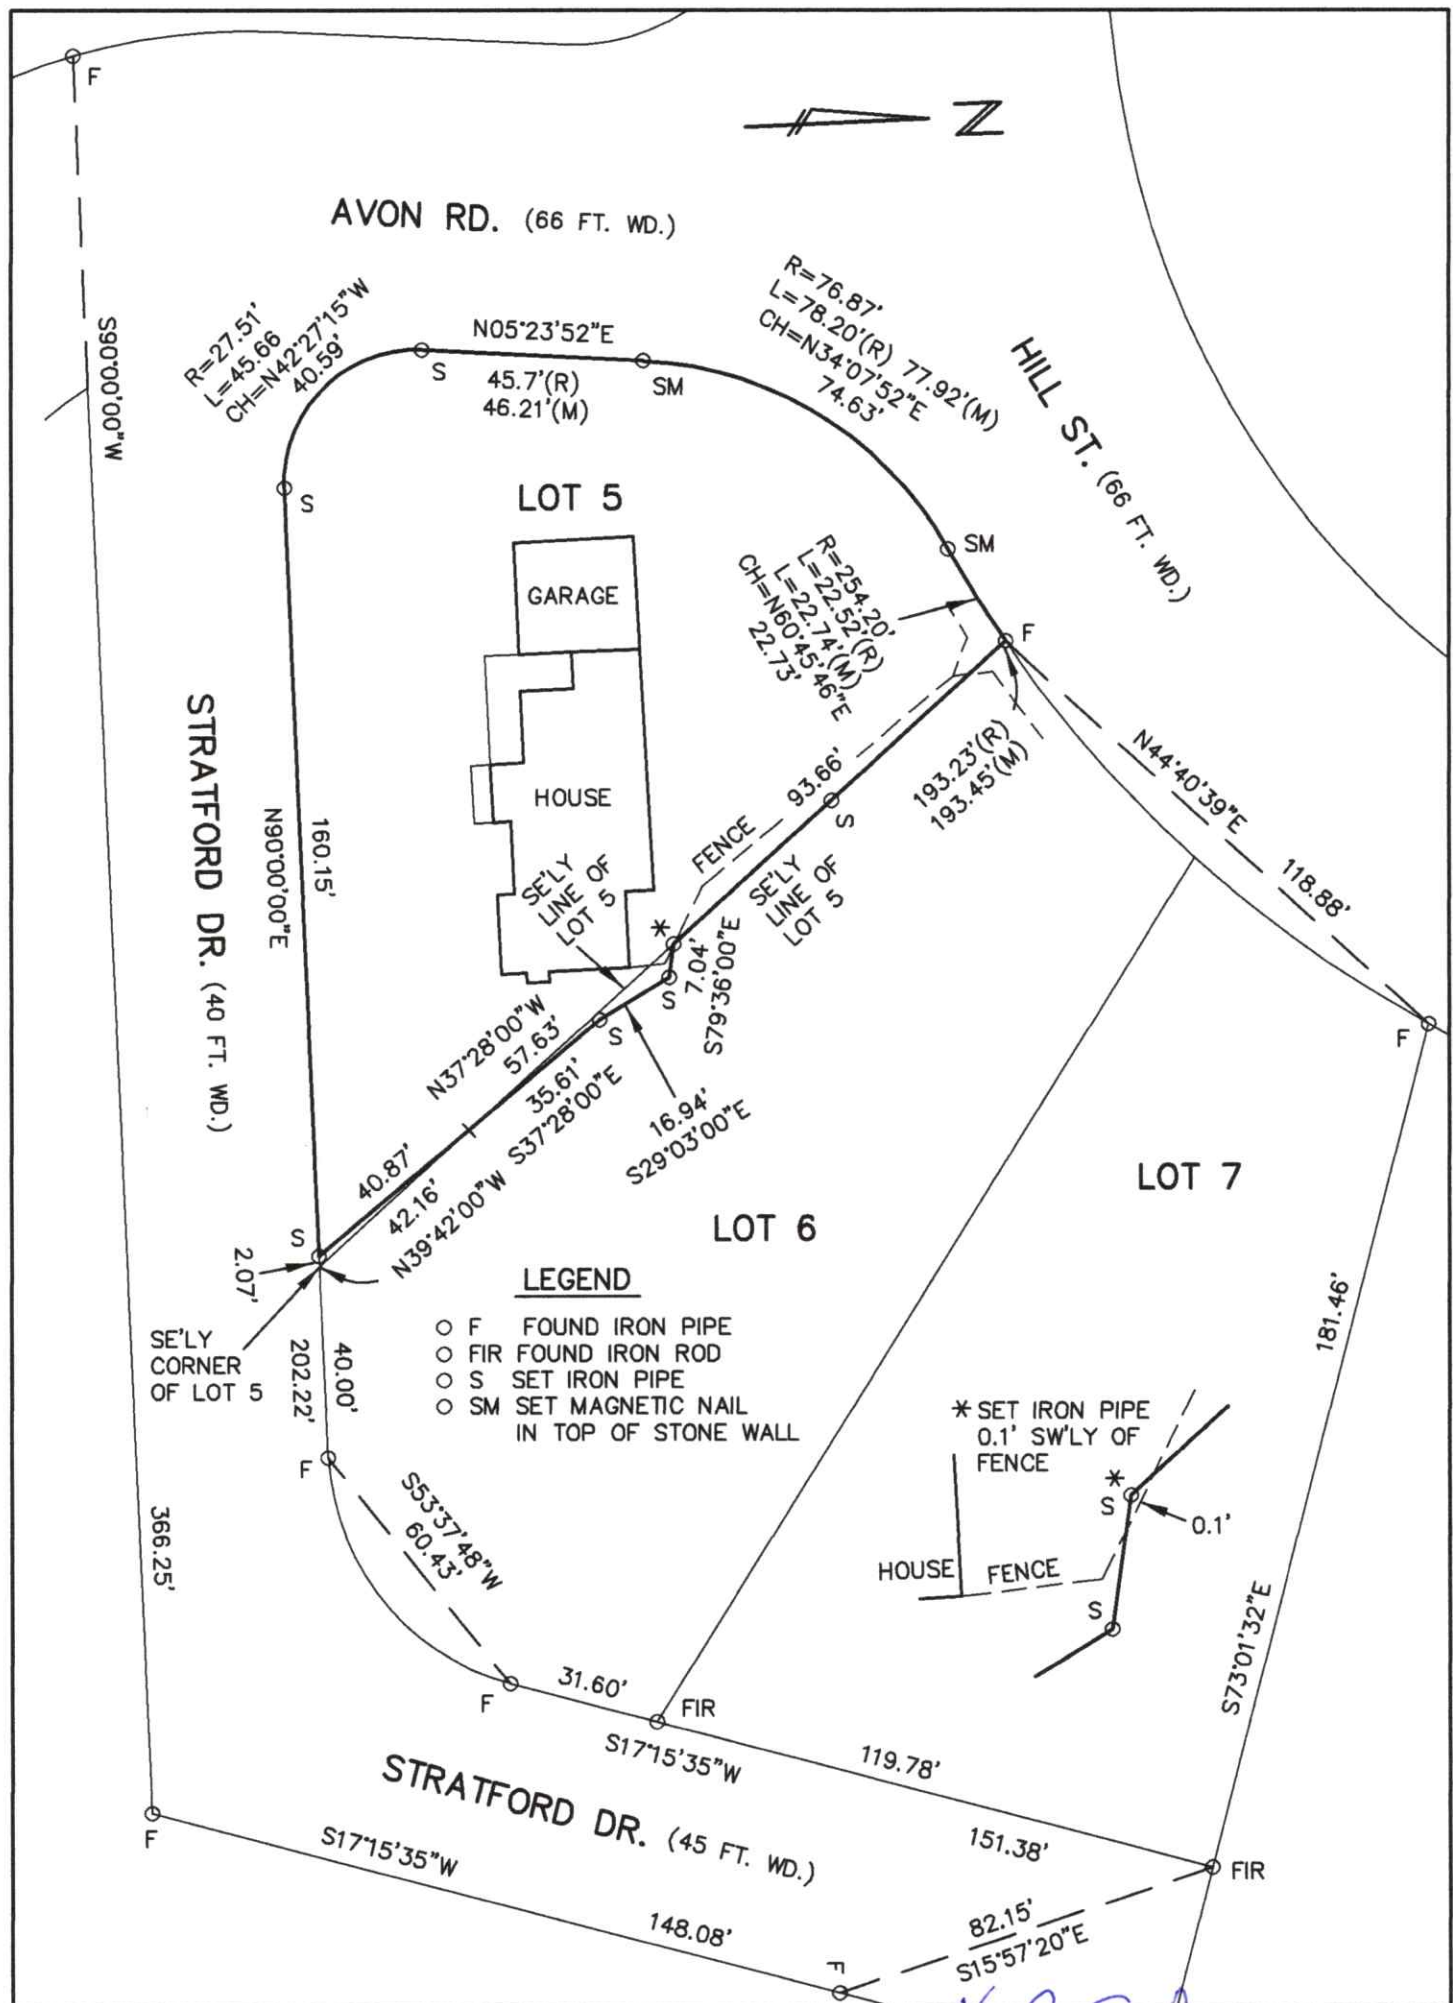 F
N
AVON RD. (66 FT. WD.)
S90°00'00"W
R=27.51'
L=45.66
CH=N42°27'15"W
40.59'
N05°23'52"E
S
45.7'(R)
46.21'(M)
SM
R=76.87'
L=78.20'(R) 77.92'(M)
CH=N34°07'52"E
74.63'
HILL ST. (66 FT. WD.)
S
LOT 5
SM
GARAGE
R=254.20'
L=22.52'(R)
L=22.74'(M)
CH=N60°45'46"E
22.73'
F
STRATFORD DR. (40 FT. WD.)
N90°00'00"E
160.15'
HOUSE
93.66'
193.23'(R)
193.45'(M)
N44°40'39"E
118.88'
S
FENCE
SE'LY
LINE OF
LOT 5
SE'LY
LINE OF
LOT 5
*
7.04'
S79°36'00"E
S
S
F
N37°28'00"W
57.63'
35.61'
S37°28'00"E
16.94'
S29°03'00"E
40.87'
42.16'
N39°42'00"W
LOT 7
LOT 6
S
2.07'
SE'LY
CORNER
OF LOT 5
202.22'
40.00'
LEGEND
F FOUND IRON PIPE
FIR FOUND IRON ROD
S SET IRON PIPE
SM SET MAGNETIC NAIL
IN TOP OF STONE WALL
181.46'
* SET IRON PIPE
0.1' SW'LY OF
FENCE
*
S
0.1'
HOUSE
FENCE
S
F
S53°37'48"W
60.43'
366.25'
S73°01'32"E
F
31.60'
FIR
S17°15'35"W
119.78'
STRATFORD DR. (45 FT. WD.)
151.38'
FIR
F
S17°15'35"W
148.08'
82.15'
S15°57'20"E
F